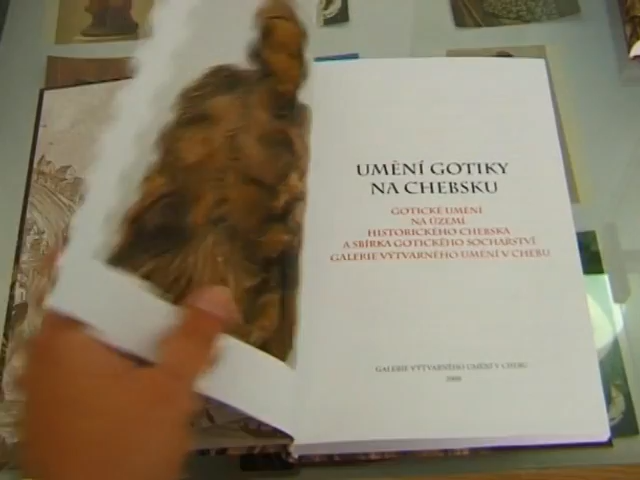 UMĚNÍ GOTIKY
NA CHEBSKU
GOTICKÉ UMĚNÍ
NA ÚZEMÍ
HISTORICKÉHO CHEBSKA
A SBÍRKA GOTICKÉHO SOCHAŘSTVÍ
GALERIE VÝTVARNÉHO UMĚNÍ V CHEBU
GALERIE VÝTVARNÉHO UMĚNÍ V CHEBU